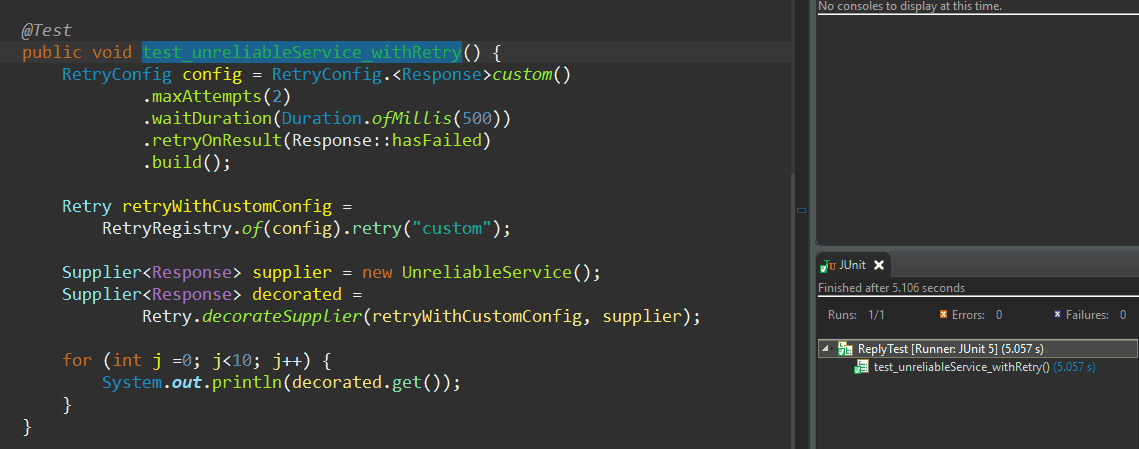 @Test
public void test_unreliableService_withRetry() {
RetryConfig config = RetryConfig.<Response>custom()
.maxAttempts(2)
.waitDuration(Duration.ofMillis(500))
.retryOnResult(Response::hasFailed)
.build();
Retry retryWithCustomConfig =
RetryRegistry.of(config).retry("custom");
Supplier<Response> supplier = new UnreliableService();
Supplier<Response> decorated =
Retry.decorateSupplier(retryWithCustomConfig, supplier);
for (int j =0; j<10; j++) {
System.out.println(decorated.get());
}
}
No consoles to display at this time.
JUnit
Finished after 5.106 seconds
Runs: 1/1 Errors: 0 Failures: 0
ReplyTest [Runner: JUnit 5] (5.057 s)
test_unreliableService_withRetry() (5.057 s)